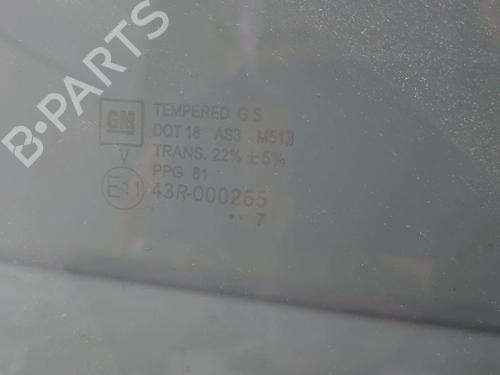 B-PARTS
GM
TEMPERED G S
DOT 18 AS3 M513
TRANS. 22% ± 5%
V
PPG 81
E11 43R-000265
•• 7